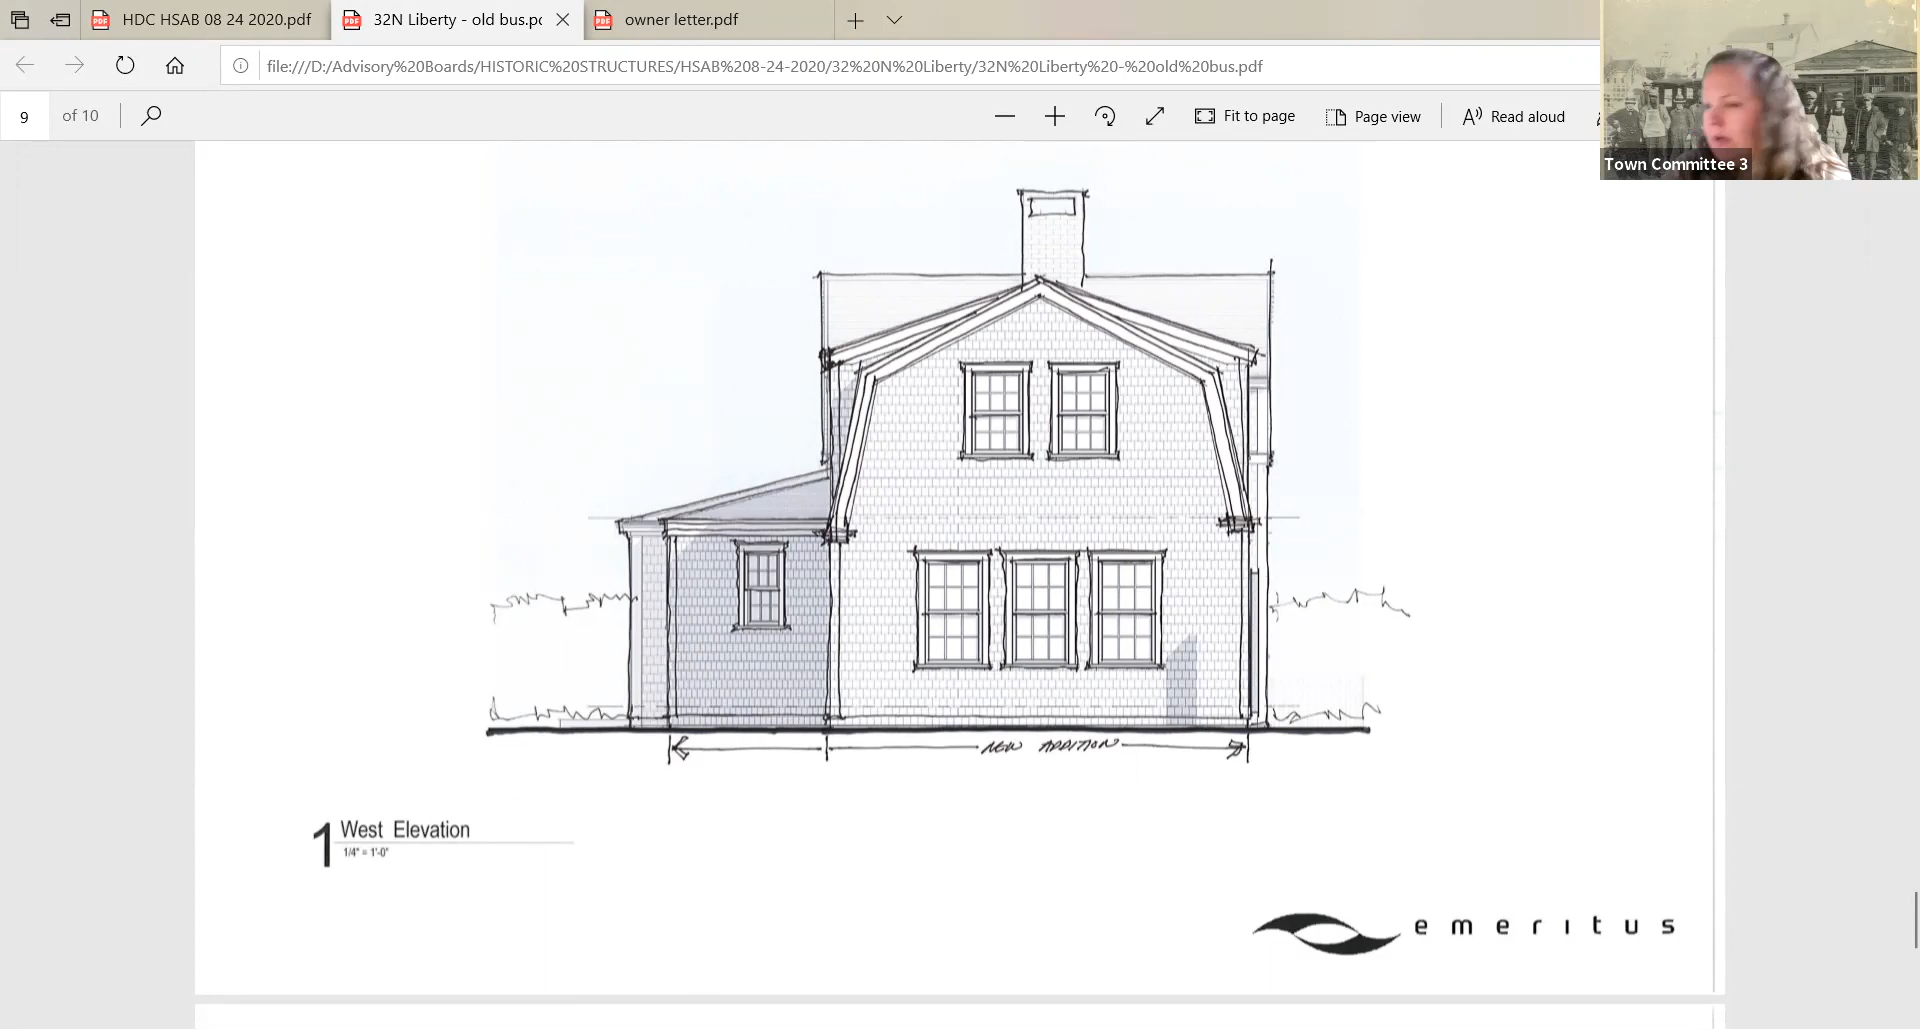 HDC HSAB 08 24 2020.pdf
32N Liberty - old bus.pc
owner letter.pdf
file:///D:/Advisory%20Boards/HISTORIC%20STRUCTURES/HSAB%208-24-2020/32%20N%20Liberty/32N%20Liberty%20-%20old%20bus.pdf
9 of 10
Fit to page
Page view
Read aloud
Town Committee 3
NEW ADDITION
1 West Elevation
1/4" = 1'-0"
emeritus